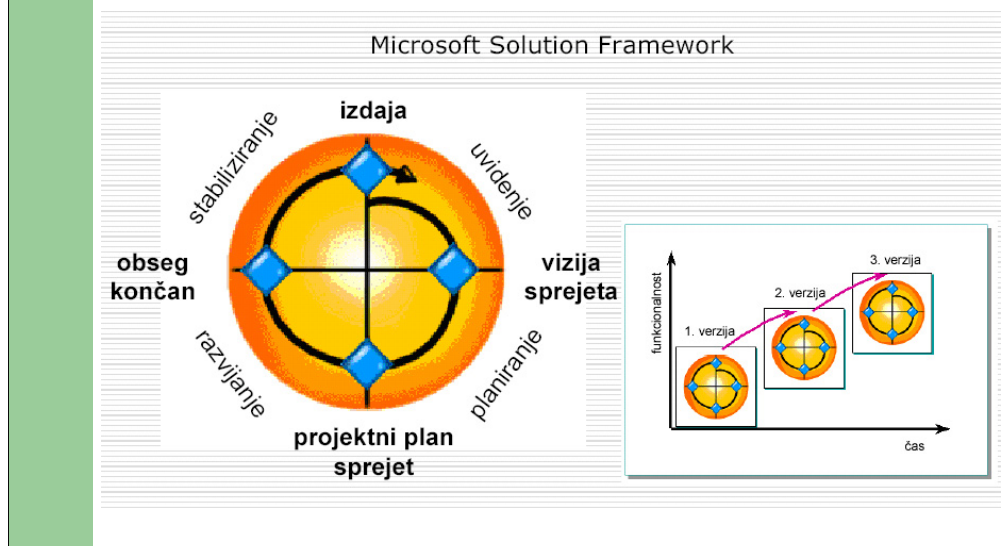 Microsoft Solution Framework
izdaja
stabiliziranje
uvidenje
obseg
končan
vizija
sprejeta
razvijanje
planiranje
projektni plan
sprejet
funkcionalnost
1. verzija
2. verzija
3. verzija
čas